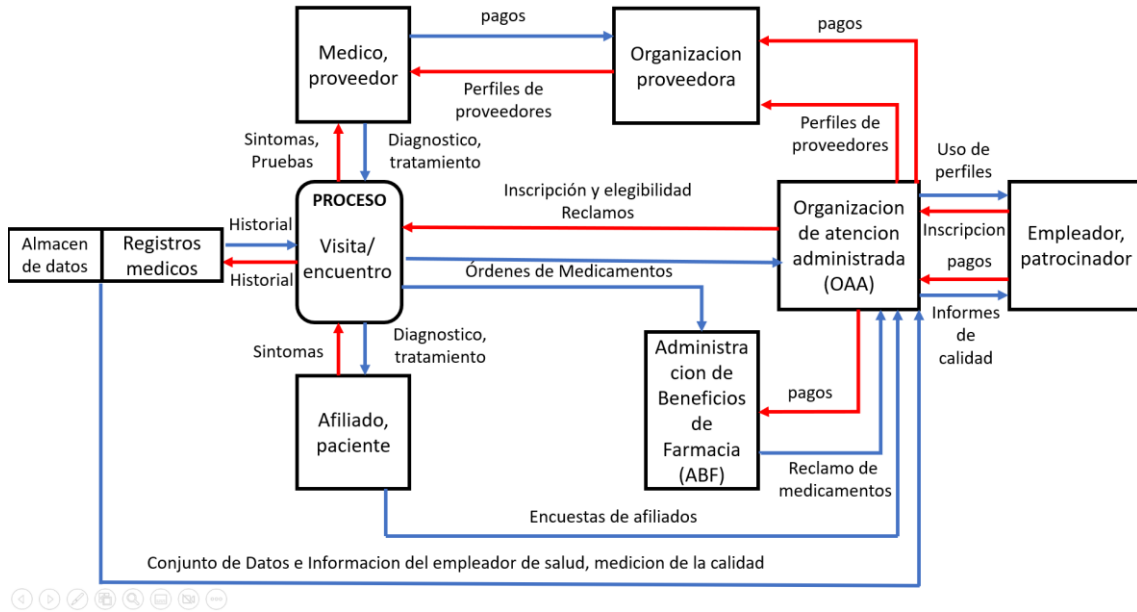 pagos
pagos
Medico,
proveedor
Organizacion
proveedora
Perfiles de
proveedores
Perfiles de
proveedores
Sintomas,
Pruebas
Diagnostico,
tratamiento
Uso de
perfiles
PROCESO
Visita/
encuentro
Inscripción y elegibilidad
Reclamos
Organizacion
de atencion
administrada
(OAA)
Inscripcion
Empleador,
patrocinador
pagos
Historial
Almacen
de datos
Registros
medicos
Historial
Órdenes de Medicamentos
Informes
de
calidad
Sintomas
Diagnostico,
tratamiento
Administra
cion de
Beneficios
de
Farmacia
(ABF)
pagos
Afiliado,
paciente
Reclamo de
medicamentos
Encuestas de afiliados
Conjunto de Datos e Informacion del empleador de salud, medicion de la calidad